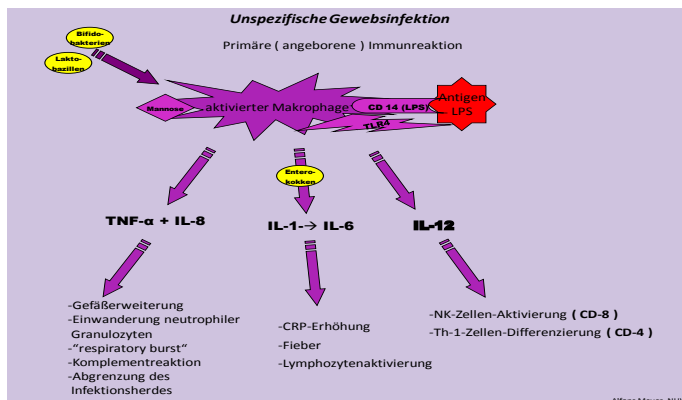 Unspezifische Gewebsinfektion
Primäre ( angeborene ) Immunreaktion
Bifido-
bakterien
Lakto-
bazillen
Mannose
aktivierter Makrophage
CD 14 (LPS)
TLR4
Antigen
LPS
Entero-
kokken
TNF-α + IL-8
IL-1-→ IL-6
IL-12
-Gefäßerweiterung
-Einwanderung neutrophiler
Granulozyten
-“respiratory burst“
-Komplementreaktion
-Abgrenzung des
Infektionsherdes
-CRP-Erhöhung
-Fieber
-Lymphozytenaktivierung
-NK-Zellen-Aktivierung ( CD-8 )
-Th-1-Zellen-Differenzierung ( CD-4 )